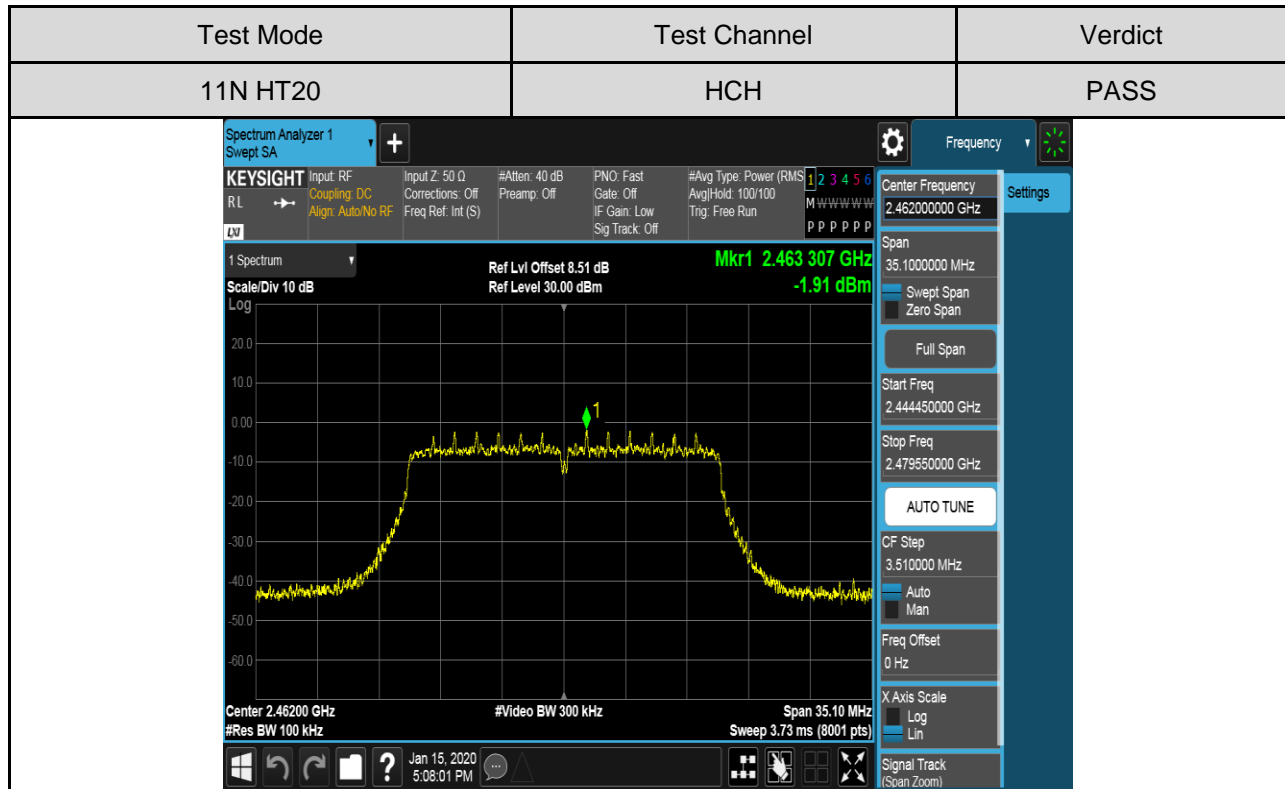 Test Mode Test Channel Verdict
11N HT20 HCH PASS
Spectrum Analyzer 1
Swept SA
Frequency
KEYSIGHT
RL
LXI
Input: RF
Coupling: DC
Align: Auto/No RF
Input Z: 50 Ω
Corrections: Off
Freq Ref: Int (S)
#Atten: 40 dB
Preamp: Off
PNO: Fast
Gate: Off
IF Gain: Low
Sig Track: Off
#Avg Type: Power (RMS
Avg|Hold: 100/100
Trig: Free Run
1 2 3 4 5 6
M W W W W W
P P P P P P
1 Spectrum
Scale/Div 10 dB
Ref Lvl Offset 8.51 dB
Ref Level 30.00 dBm
Mkr1 2.463 307 GHz
-1.91 dBm
Log
20.0
10.0
0.00
-10.0
-20.0
-30.0
-40.0
-50.0
-60.0
1
Center 2.46200 GHz
#Res BW 100 kHz
#Video BW 300 kHz
Span 35.10 MHz
Sweep 3.73 ms (8001 pts)
Center Frequency
2.462000000 GHz
Span
35.1000000 MHz
Swept Span
Zero Span
Full Span
Start Freq
2.444450000 GHz
Stop Freq
2.479550000 GHz
AUTO TUNE
CF Step
3.510000 MHz
Auto
Man
Freq Offset
0 Hz
X Axis Scale
Log
Lin
Signal Track
(Span Zoom)
Settings
?
Jan 15, 2020
5:08:01 PM